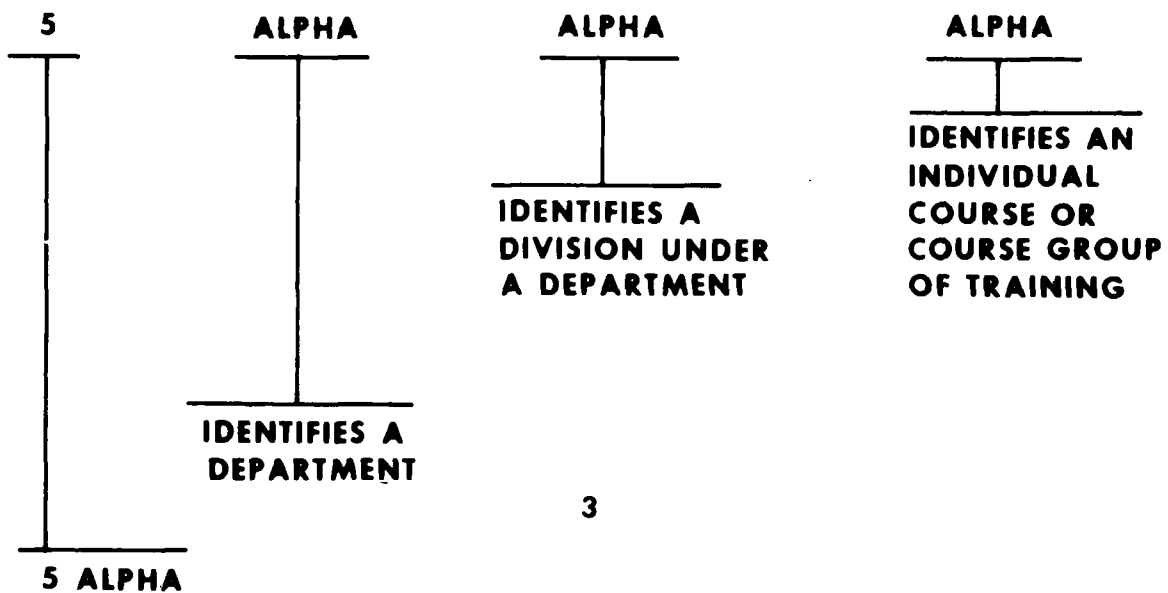 5 ALPHA ALPHA ALPHA
IDENTIFIES AN
INDIVIDUAL
COURSE OR
COURSE GROUP
OF TRAINING
IDENTIFIES A
DIVISION UNDER
A DEPARTMENT
IDENTIFIES A
DEPARTMENT
3
5 ALPHA